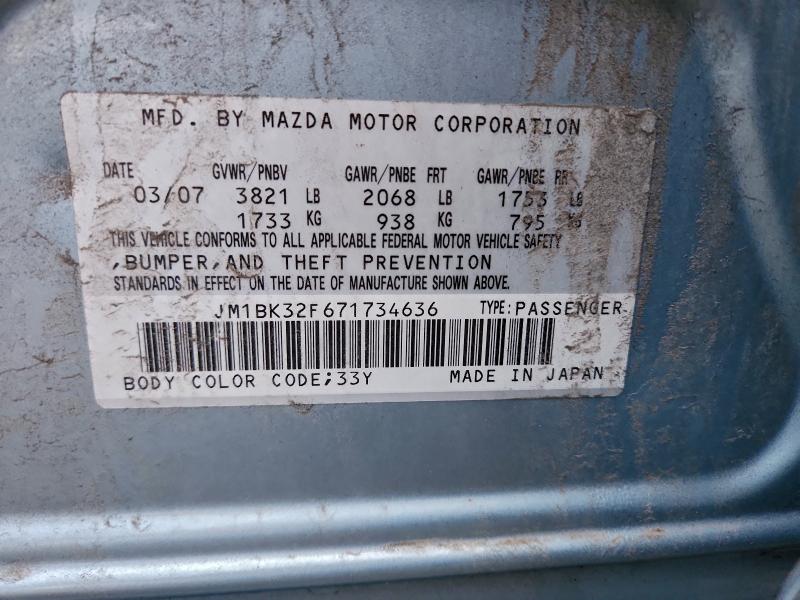 MFD. BY MAZDA MOTOR CORPORATION
DATE GVWR/PNBV GAWR/PNBE FRT GAWR/PNBE RR
03/07 3821 LB 2068 LB 1753 LB
1733 KG 938 KG 795 KG
THIS VEHICLE CONFORMS TO ALL APPLICABLE FEDERAL MOTOR VEHICLE SAFETY
,BUMPER,AND THEFT PREVENTION
STANDARDS IN EFFECT ON THE DATE OF MANUFACTURE SHOWN ABOVE.
JM1BK32F671734636 TYPE:PASSENGER
BODY COLOR CODE;33Y MADE IN JAPAN